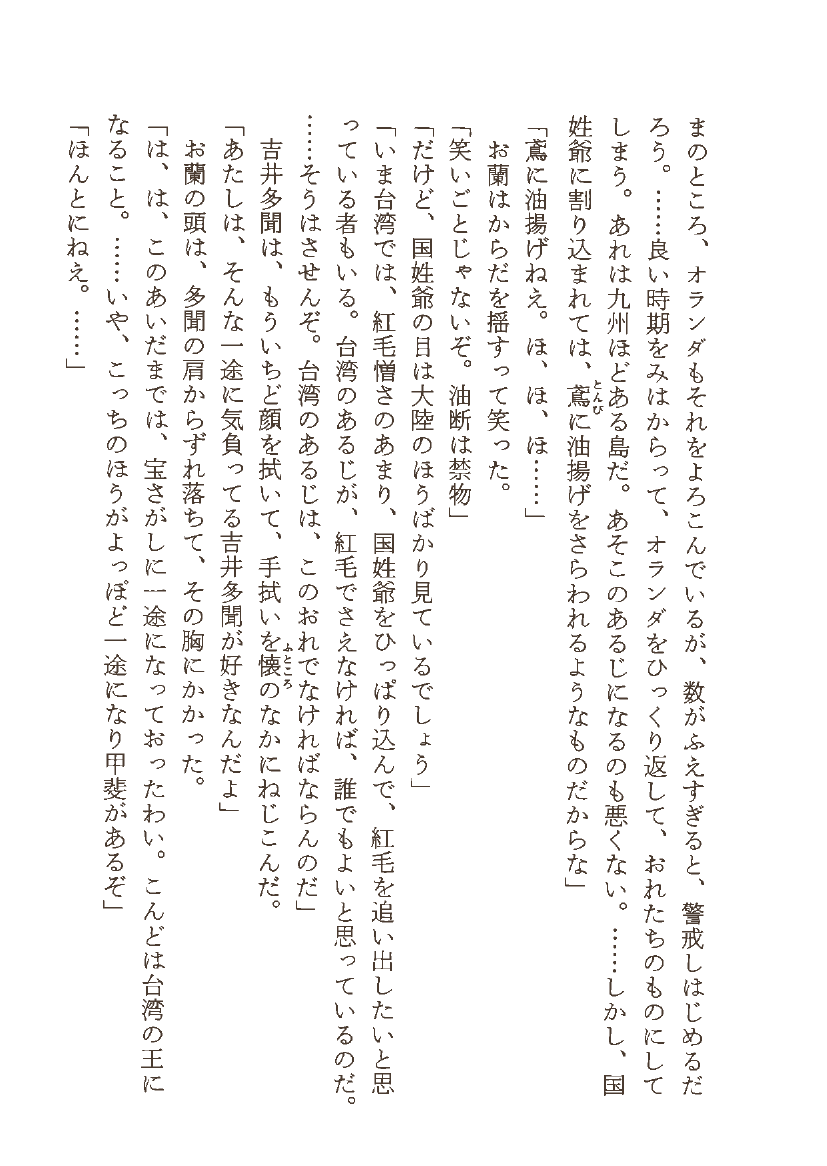 まのところ、オランダもそれをよろこんでいるが、数がふえすぎると、警戒しはじめるだ
ろう。……良い時期をみはからって、オランダをひっくり返して、おれたちのものにして
しまう。あれは九州ほどある島だ。あそこのあるじになるのも悪くない。……しかし、国
姓爺に割り込まれては、鳶に油揚げをさらわれるようなものだからな」
とんび
「鳶に油揚げねえ。ほ、ほ、ほ……」
お蘭はからだを揺すって笑った。
「笑いごとじゃないぞ。油断は禁物」
「だけど、国姓爺の目は大陸のほうばかり見ているでしょう」
「いま台湾では、紅毛憎さのあまり、国姓爺をひっぱり込んで、紅毛を追い出したいと思
っている者もいる。台湾のあるじが、紅毛でさえなければ、誰でもよいと思っているのだ。
……そうはさせんぞ。台湾のあるじは、このおれでなければならんのだ」
吉井多聞は、もういちど顔を拭いて、手拭いを懐のなかにねじこんだ。
ふところ
「あたしは、そんな一途に気負ってる吉井多聞が好きなんだよ」
お蘭の頭は、多聞の肩からずれ落ちて、その胸にかかった。
「は、は、このあいだまでは、宝さがしに一途になっておったわい。こんどは台湾の王に
なること。……いや、こっちのほうがよっぽど一途になり甲斐があるぞ」
「ほんとにねえ。……」